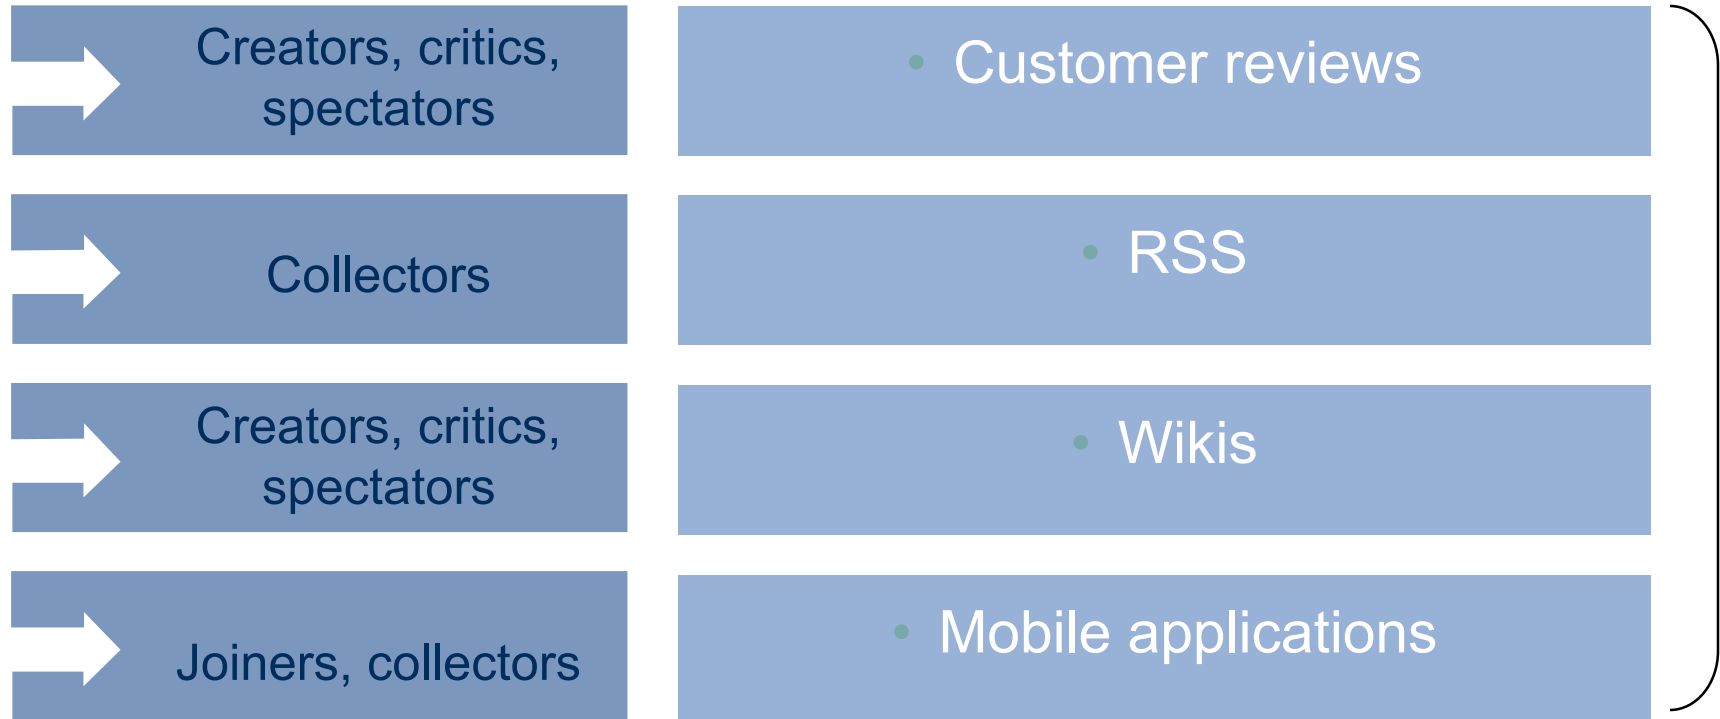 Creators, critics,
spectators
• Customer reviews
Collectors
• RSS
Creators, critics,
spectators
• Wikis
Joiners, collectors
• Mobile applications